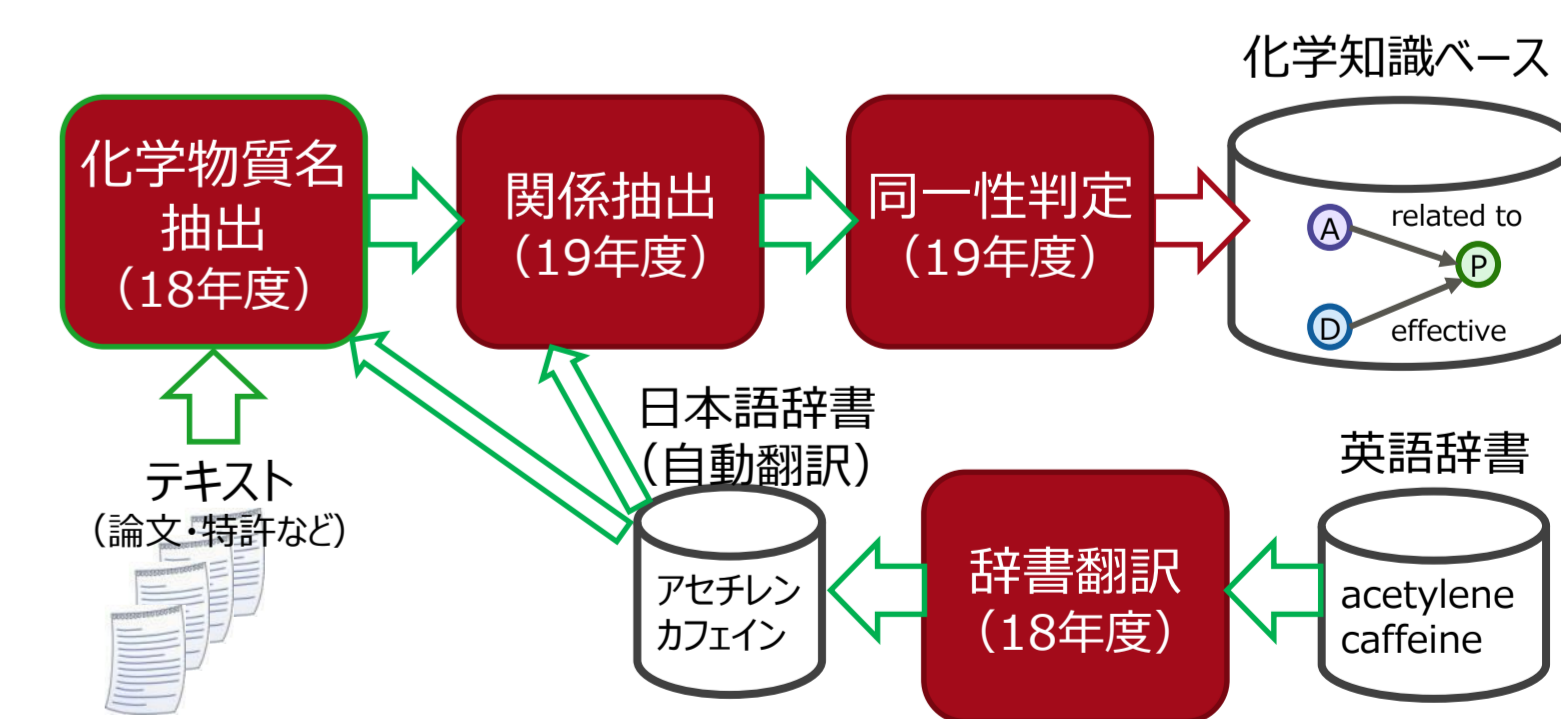 化学知識ベース
化学物質名
抽出
（18年度）
関係抽出
（19年度）
同一性判定
（19年度）
A
related to
P
D
effective
テキスト
（論文・特許など）
日本語辞書
（自動翻訳）
アセチレン
カフェイン
辞書翻訳
（18年度）
英語辞書
acetylene
caffeine